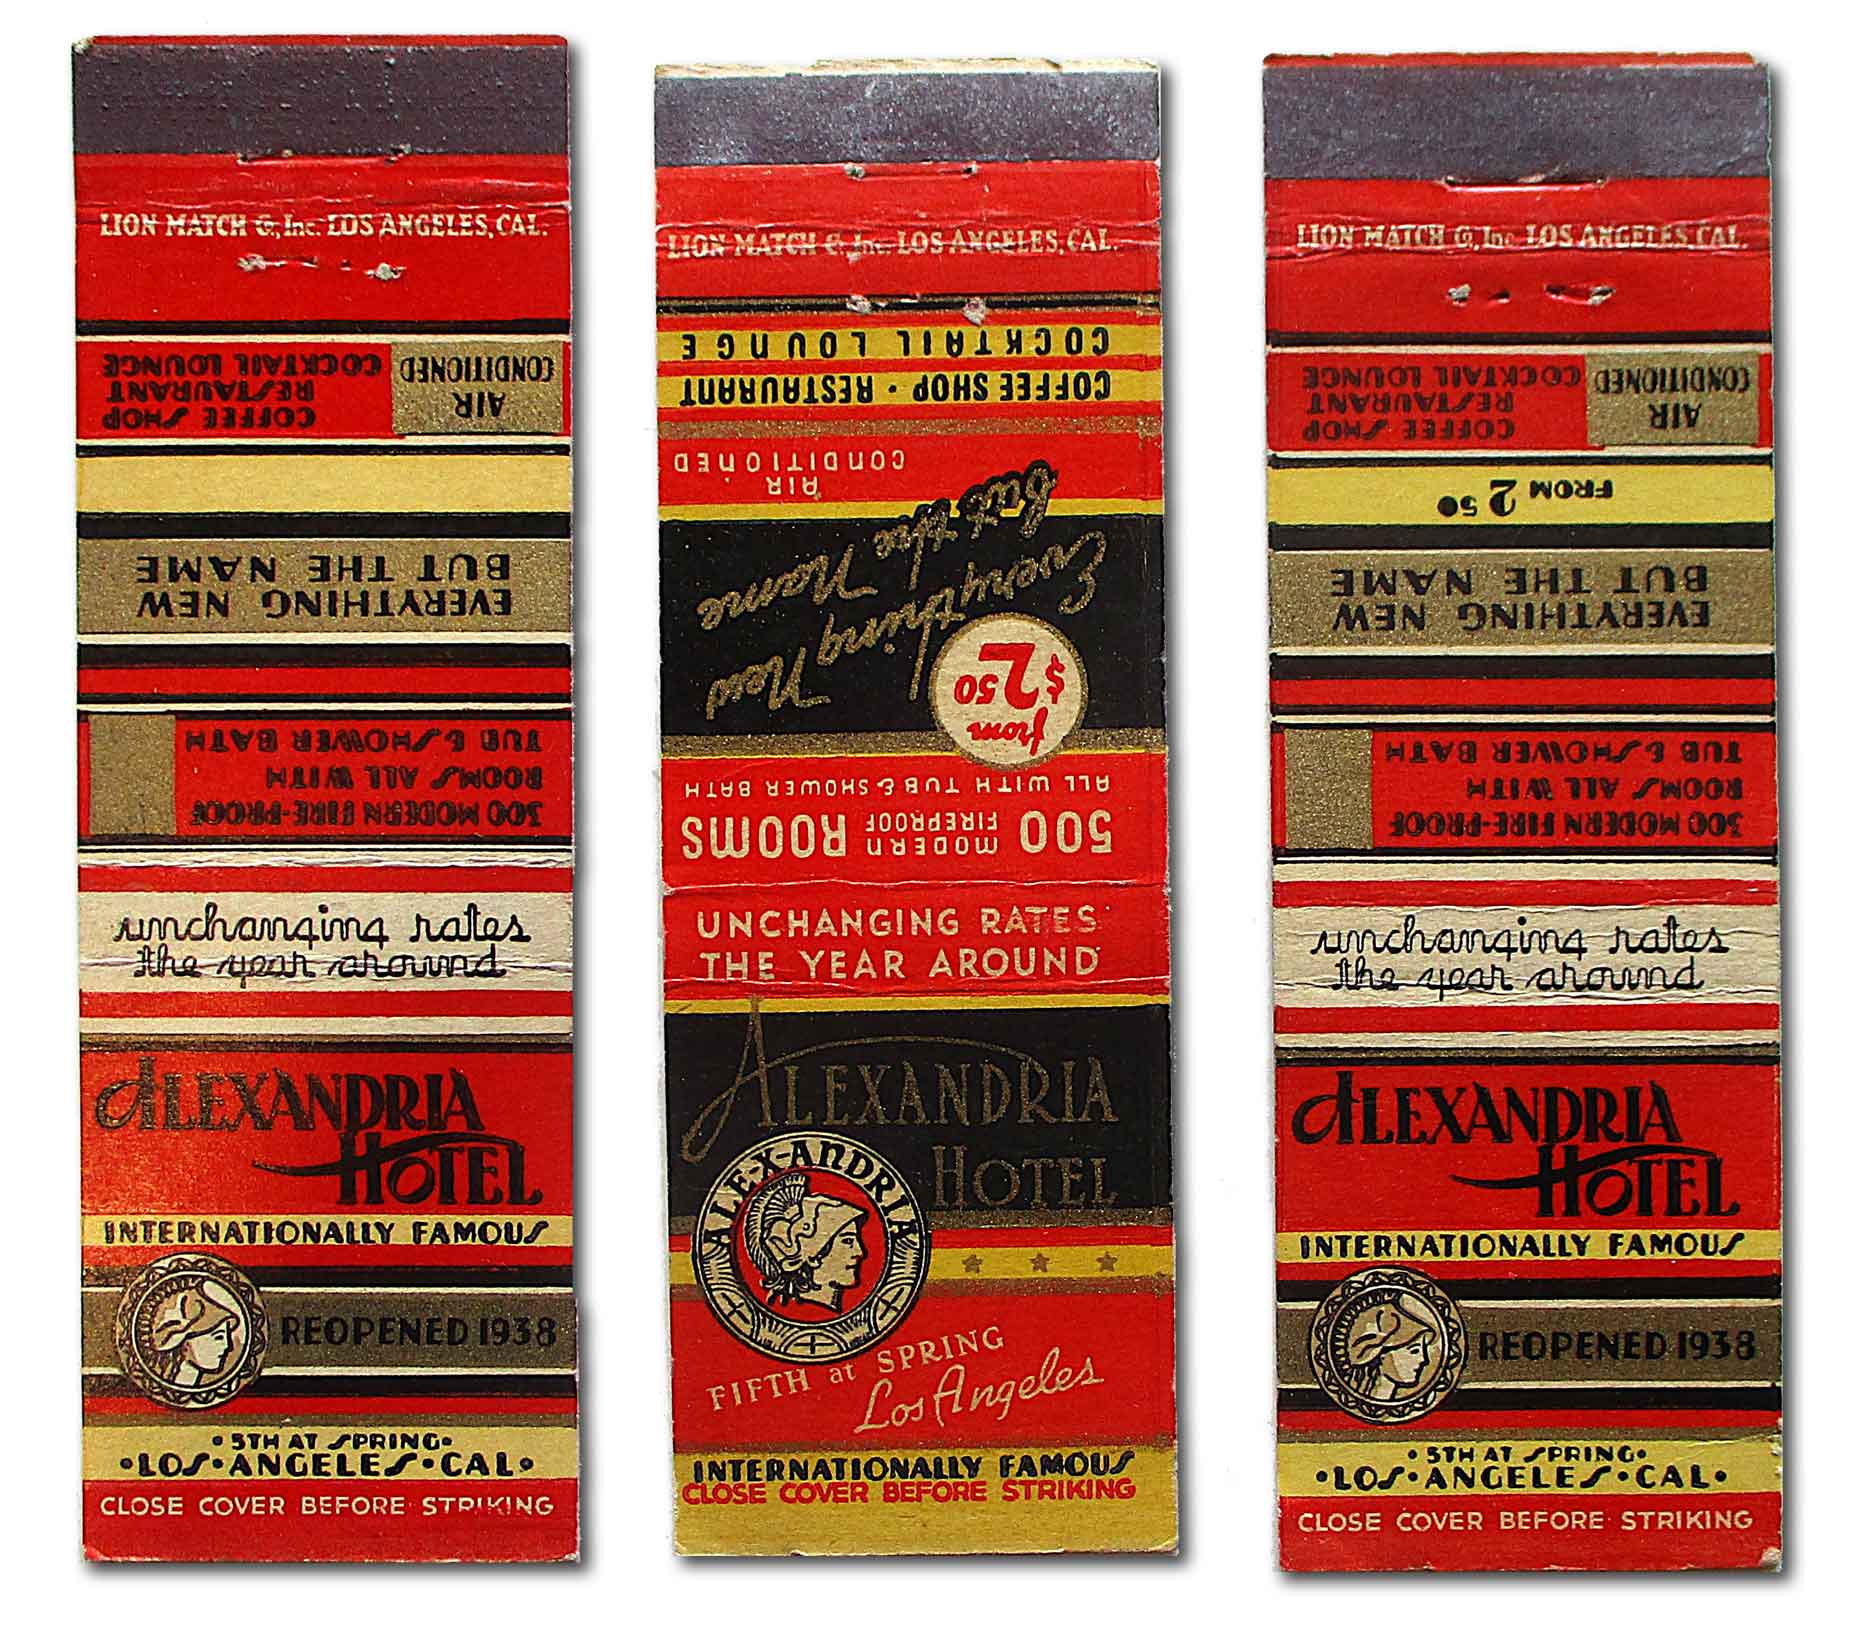 LION MATCH Co, Inc. LOS ANGELES, CAL.
500 MODERN FIRE-PROOF
ROOMS ALL WITH
TUB & SHOWER BATH
EVERYTHING NEW
BUT THE NAME
AIR
CONDITIONED
COFFEE SHOP
RESTAURANT
COCKTAIL LOUNGE
unchanging rates
the year around
ALEXANDRIA
HOTEL
INTERNATIONALLY FAMOUS
REOPENED 1938
• 5TH AT SPRING •
• LOS • ANGELES • CAL •
CLOSE COVER BEFORE STRIKING
LION MATCH Co, Inc. LOS ANGELES, CAL.
500 MODERN FIREPROOF ROOMS
ALL WITH TUB & SHOWER BATH
from
$2.50
Everything New
but the Name
AIR
CONDITIONED
COFFEE SHOP • RESTAURANT
COCKTAIL LOUNGE
UNCHANGING RATES
THE YEAR AROUND
ALEXANDRIA
HOTEL
ALEXANDRIA
FIFTH at SPRING
Los Angeles
INTERNATIONALLY FAMOUS
CLOSE COVER BEFORE STRIKING
LION MATCH Co, Inc. LOS ANGELES, CAL.
500 MODERN FIRE-PROOF
ROOMS ALL WITH
TUB & SHOWER BATH
EVERYTHING NEW
BUT THE NAME
FROM 2 50
AIR
CONDITIONED
COFFEE SHOP
RESTAURANT
COCKTAIL LOUNGE
unchanging rates
the year around
ALEXANDRIA
HOTEL
INTERNATIONALLY FAMOUS
REOPENED 1938
• 5TH AT SPRING •
• LOS • ANGELES • CAL •
CLOSE COVER BEFORE STRIKING